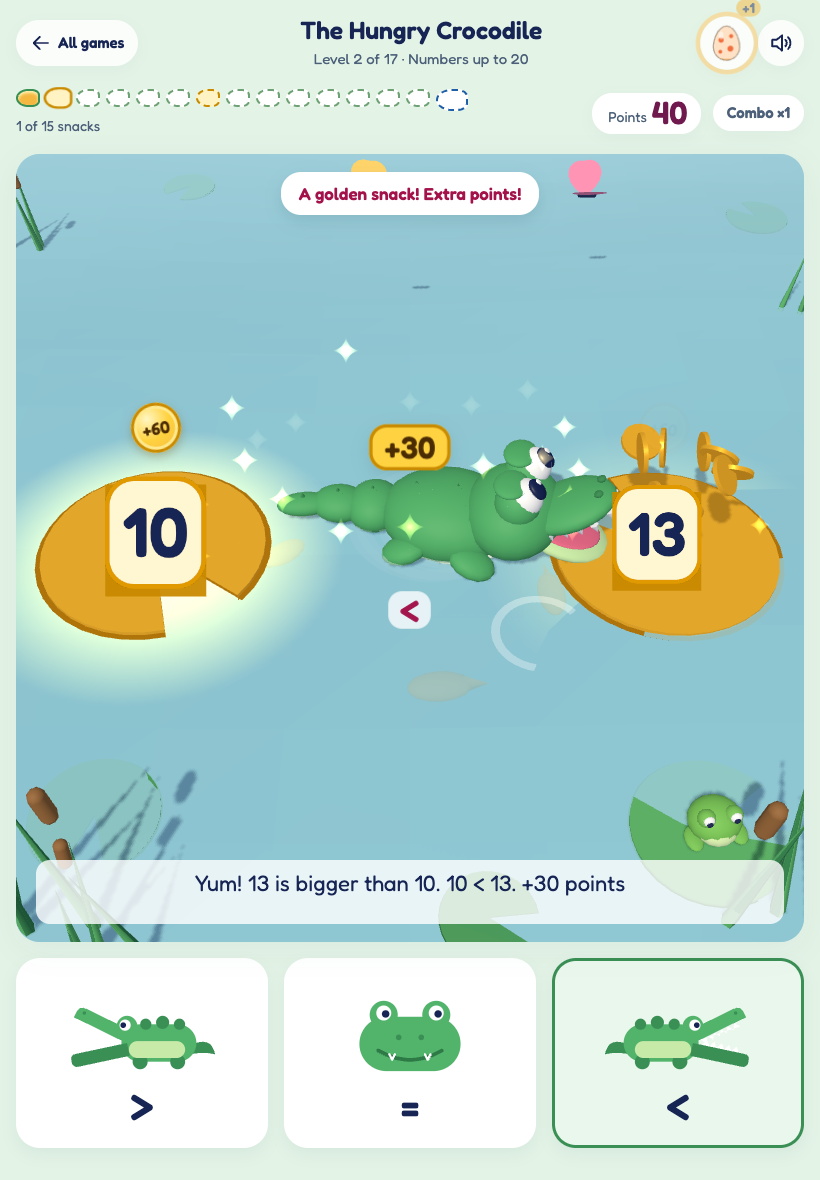 All games
The Hungry Crocodile
Level 2 of 17 · Numbers up to 20
+1
1 of 15 snacks
Points 40
Combo ×1
A golden snack! Extra points!
+60
+30
10
13
<
Yum! 13 is bigger than 10. 10 < 13. +30 points
>
=
<